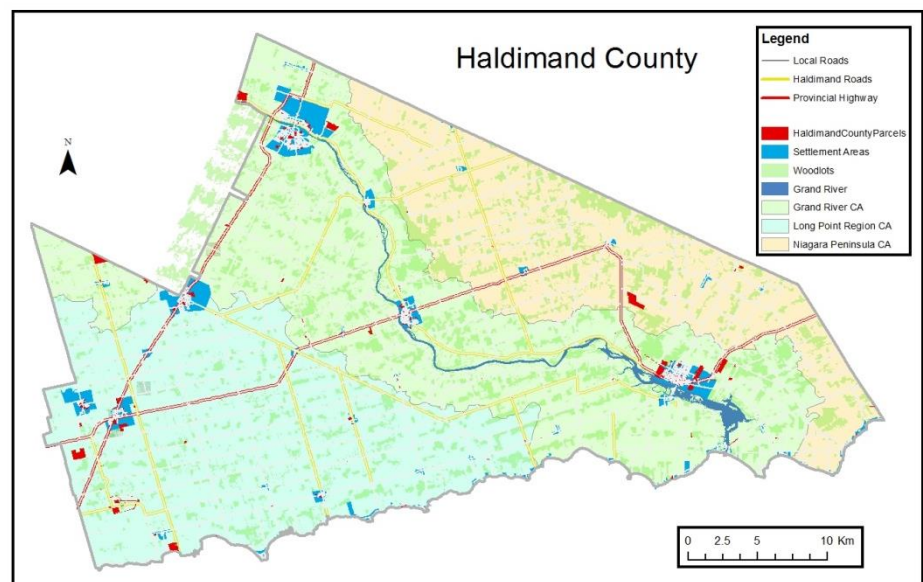 Haldimand County
Legend
Local Roads
Haldimand Roads
Provincial Highway
HaldimandCountyParcels
Settlement Areas
Woodlots
Grand River
Grand River CA
Long Point Region CA
Niagara Peninsula CA
N
0 2.5 5 10 Km